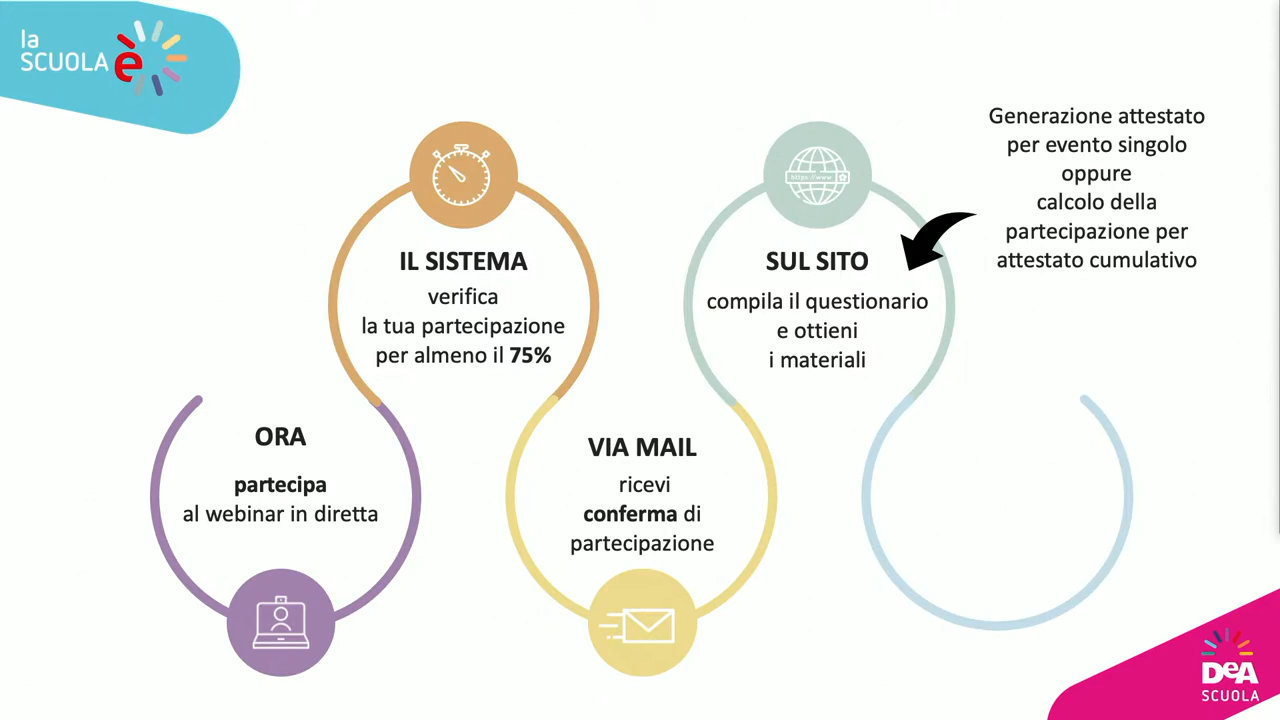 la
SCUOLA è
Generazione attestato
per evento singolo
oppure
calcolo della
partecipazione per
attestato cumulativo
https://www
IL SISTEMA
verifica
la tua partecipazione
per almeno il 75%
SUL SITO
compila il questionario
e ottieni
i materiali
ORA
partecipa
al webinar in diretta
VIA MAIL
ricevi
conferma di
partecipazione
DeA
SCUOLA